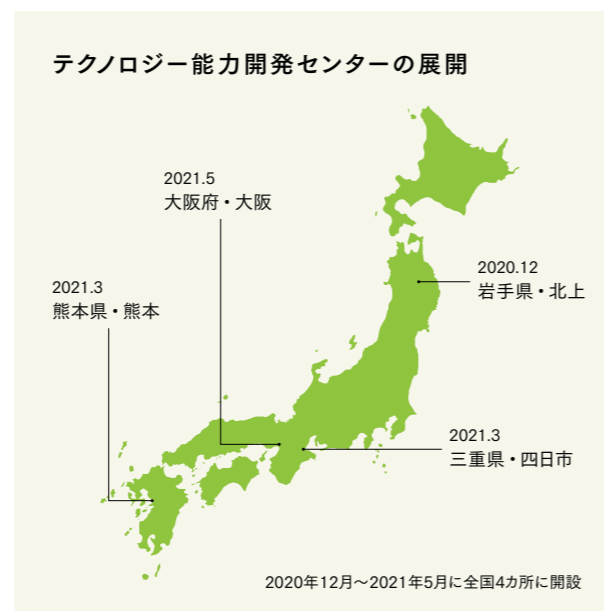 テクノロジー能力開発センターの展開
2021.5
大阪府・大阪
2021.3
熊本県・熊本
2020.12
岩手県・北上
2021.3
三重県・四日市
2020年12月〜2021年5月に全国4カ所に開設